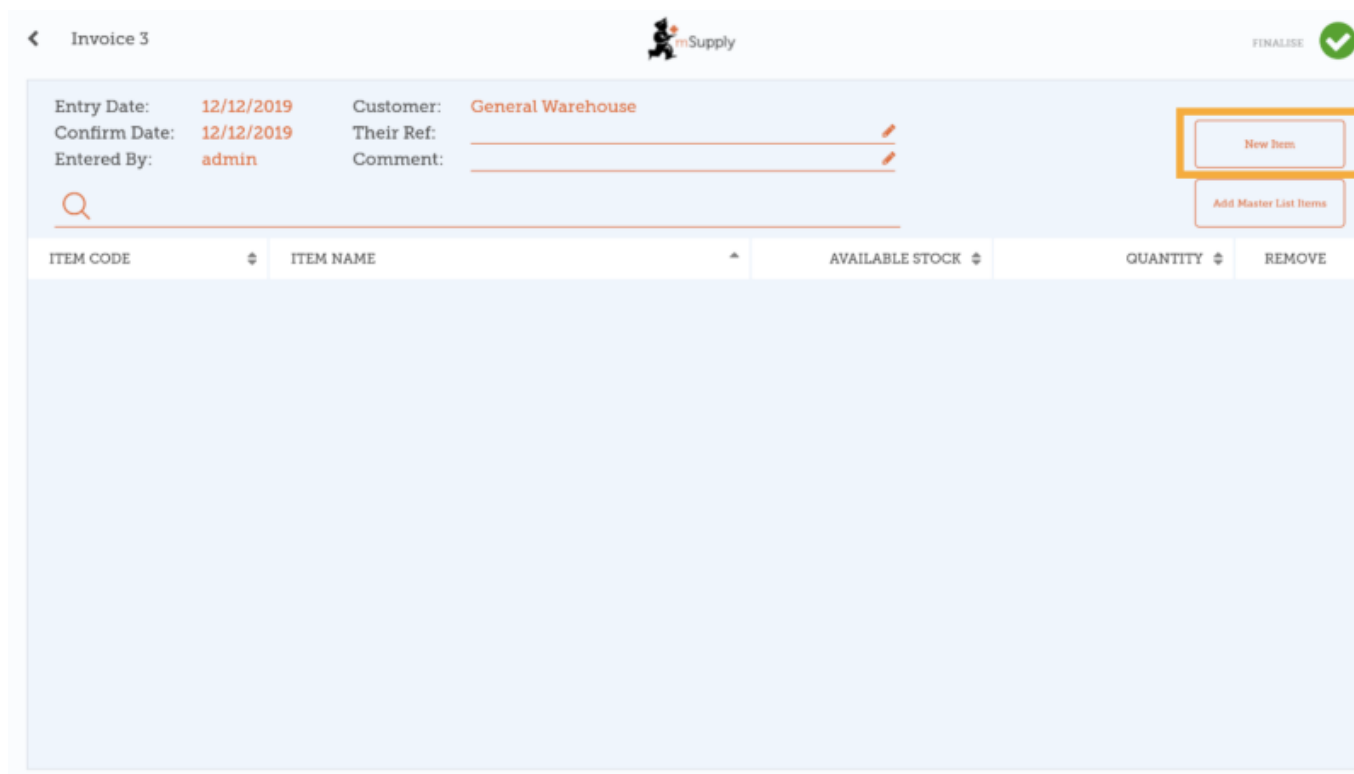 Invoice 3
mSupply
FINALISE
Entry Date: 12/12/2019 Customer: General Warehouse
Confirm Date: 12/12/2019 Their Ref:
Entered By: admin Comment:
New Item
Add Master List Items
ITEM CODE ITEM NAME AVAILABLE STOCK QUANTITY REMOVE